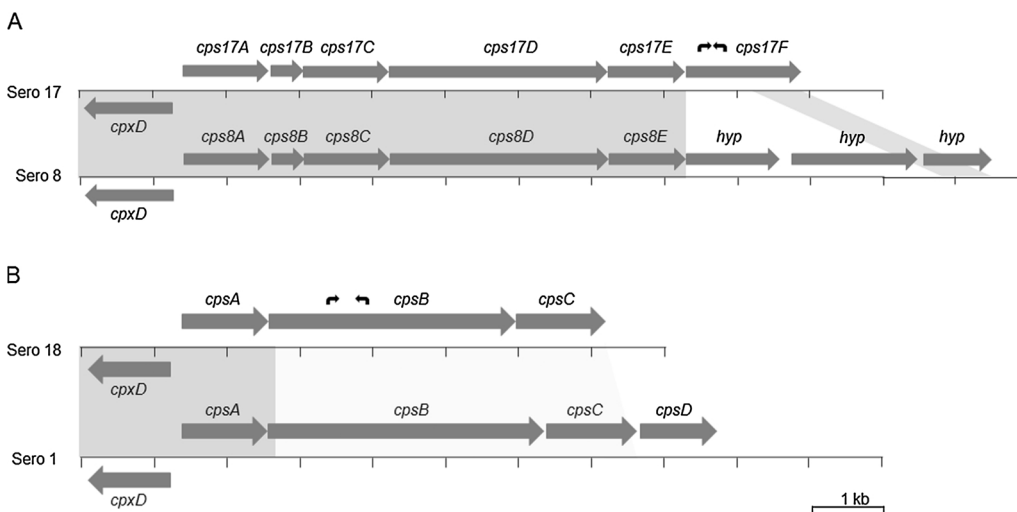 A
cps17A cps17B cps17C cps17D cps17E cps17F
Sero 17
cpxD
cps8A cps8B cps8C cps8D cps8E hyp hyp hyp
Sero 8
cpxD
B
cpsA cpsB cpsC
Sero 18
cpxD
cpsA cpsB cpsC cpsD
Sero 1
cpxD
1 kb